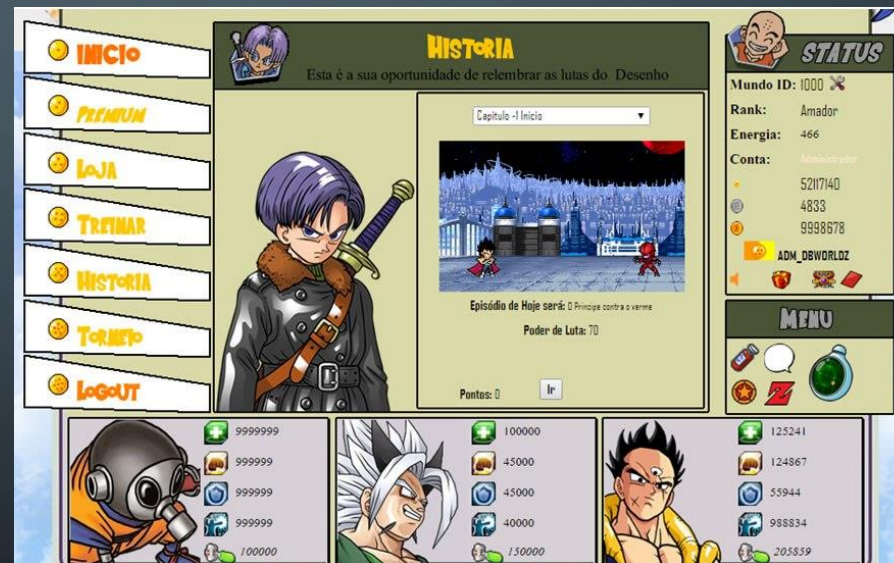 INICIO
PREMIUM
LOJA
TREINAR
HISTORIA
TORNEIO
LOGOUT
HISTORIA
Esta é a sua oportunidade de relembrar as lutas do Desenho
Capitulo -1 Inicio
Episódio de Hoje será: O Principe contra o verme
Poder de Luta: 70
Pontos: 0
Ir
STATUS
Mundo ID: 1000
Rank: Amador
Energia: 466
Conta: Administrador
52117140
4833
9998678
ADM_DBWORLDZ
MENU
Z
9999999
999999
999999
999999
100000
100000
45000
45000
40000
150000
125241
124867
55944
988834
205859